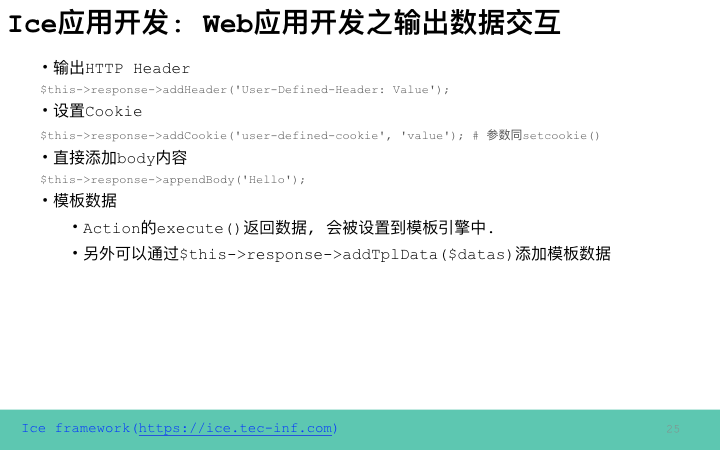 Ice应用开发: Web应用开发之输出数据交互
• 输出HTTP Header
$this->response->addHeader('User-Defined-Header: Value');
• 设置Cookie
$this->response->addCookie('user-defined-cookie', 'value'); # 参数同setcookie()
• 直接添加body内容
$this->response->appendBody('Hello');
• 模板数据
• Action的execute()返回数据, 会被设置到模板引擎中.
• 另外可以通过$this->response->addTplData($datas)添加模板数据
Ice framework(https://ice.tec-inf.com)
25